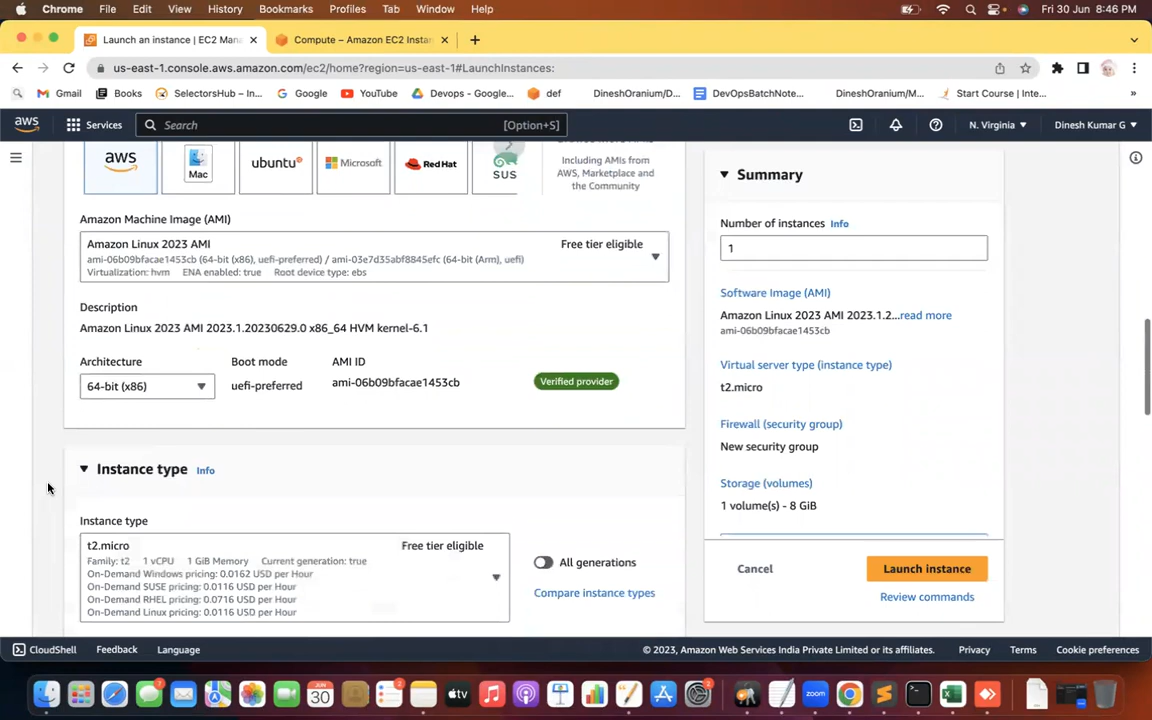 Chrome File Edit View History Bookmarks Profiles Tab Window Help Fri 30 Jun 8:46 PM
Launch an instance | EC2 Man Compute – Amazon EC2 Instan
us-east-1.console.aws.amazon.com/ec2/home?region=us-east-1#LaunchInstances:
Gmail Books SelectorsHub – In... Google YouTube Devops - Google... def DineshOranium/D... DevOpsBatchNote... DineshOranium/M... Start Course | Inte...
aws Services Search [Option+S] N. Virginia Dinesh Kumar G
aws Mac ubuntu Microsoft Red Hat SUS
Including AMIs from
AWS, Marketplace and
the Community
Amazon Machine Image (AMI)
Amazon Linux 2023 AMI Free tier eligible
ami-06b09bfacae1453cb (64-bit (x86), uefi-preferred) / ami-03e7d35abf8845efc (64-bit (Arm), uefi)
Virtualization: hvm ENA enabled: true Root device type: ebs
Description
Amazon Linux 2023 AMI 2023.1.20230629.0 x86_64 HVM kernel-6.1
Architecture Boot mode AMI ID
64-bit (x86) uefi-preferred ami-06b09bfacae1453cb Verified provider
Instance type Info
Instance type
t2.micro Free tier eligible
Family: t2 1 vCPU 1 GiB Memory Current generation: true
On-Demand Windows pricing: 0.0162 USD per Hour
On-Demand SUSE pricing: 0.0116 USD per Hour
On-Demand RHEL pricing: 0.0716 USD per Hour
On-Demand Linux pricing: 0.0116 USD per Hour
All generations
Compare instance types
Summary
Number of instances Info
1
Software Image (AMI)
Amazon Linux 2023 AMI 2023.1.2...read more
ami-06b09bfacae1453cb
Virtual server type (instance type)
t2.micro
Firewall (security group)
New security group
Storage (volumes)
1 volume(s) - 8 GiB
Cancel Launch instance
Review commands
CloudShell Feedback Language © 2023, Amazon Web Services India Private Limited or its affiliates. Privacy Terms Cookie preferences
7 JUN 30 2 tv zoom 2